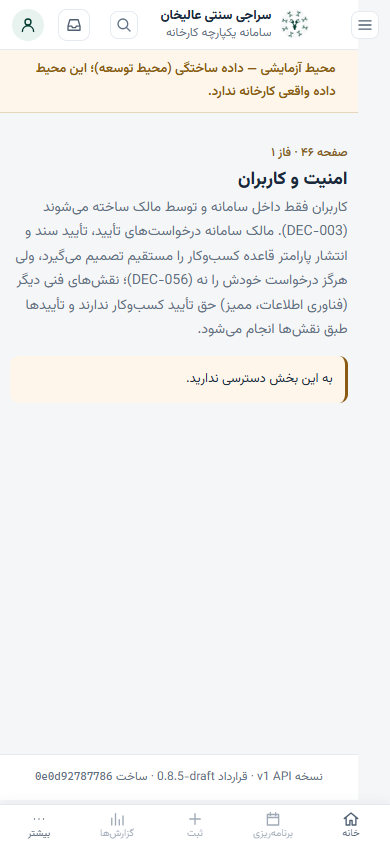 سراجی سنتی عالیخان
سامانه یکپارچه کارخانه
محیط آزمایشی — داده ساختگی (محیط توسعه)؛ این محیط
داده واقعی کارخانه ندارد.
صفحه ۴۶ · فاز ۱
امنیت و کاربران
کاربران فقط داخل سامانه و توسط مالک ساخته می‌شوند
(DEC-003). مالک سامانه درخواست‌های تأیید، تأیید سند و
انتشار پارامتر قاعده کسب‌وکار را مستقیم تصمیم می‌گیرد، ولی
هرگز درخواست خودش را نه (DEC-056)؛ نقش‌های فنی دیگر
(فناوری اطلاعات، ممیز) حق تأیید کسب‌وکار ندارند و تأییدها
طبق نقش‌ها انجام می‌شود.
به این بخش دسترسی ندارید.
نسخه API v1 · قرارداد 0.8.5-draft · ساخت 0e0d92787786
خانه
برنامه‌ریزی
ثبت
گزارش‌ها
بیشتر